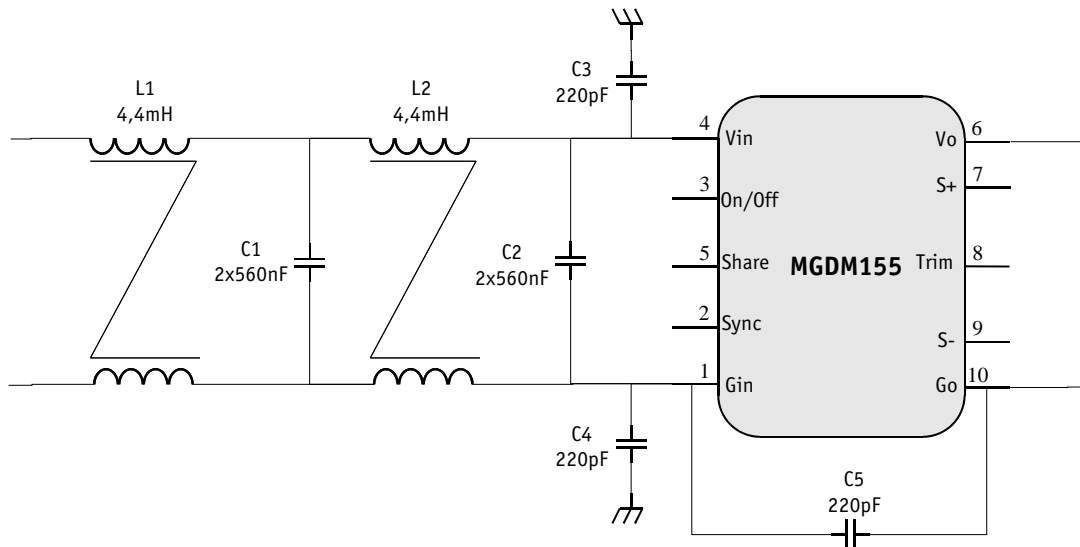 L1
4,4mH
L2
4,4mH
C3
220pF
C1
2x560nF
C2
2x560nF
4
Vin
3
On/Off
5
Share
2
Sync
1
Gin
MGDM155
Vo
6
S+
7
Trim
8
S-
9
Go
10
C4
220pF
C5
220pF